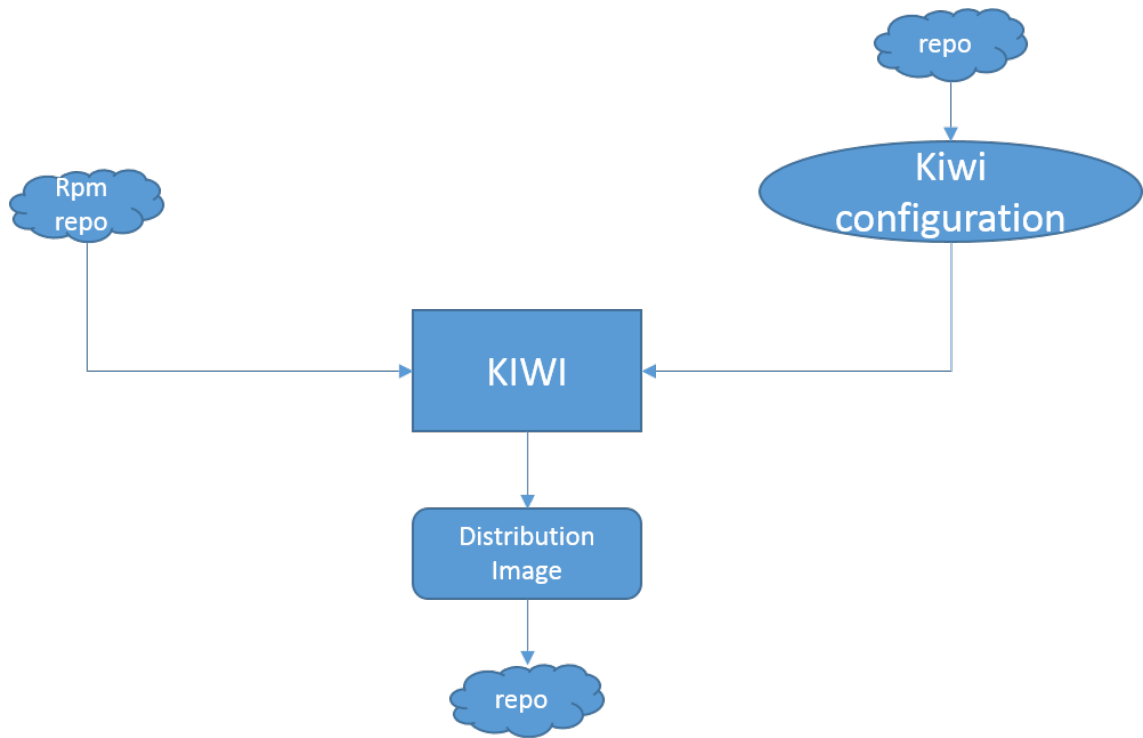 repo
Kiwi
configuration
Rpm
repo
KIWI
Distribution
Image
repo